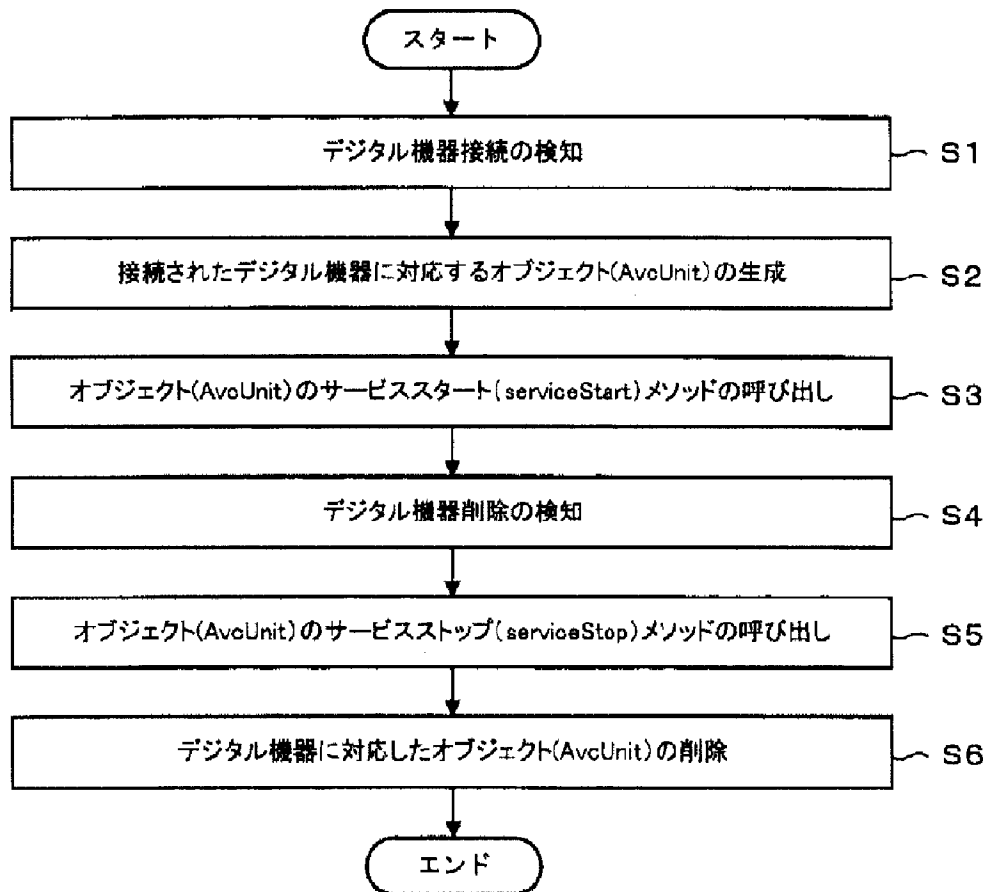 スタート
デジタル機器接続の検知
S1
接続されたデジタル機器に対応するオブジェクト(AvcUnit)の生成
S2
オブジェクト(AvcUnit)のサービススタート(serviceStart)メソッドの呼び出し
S3
デジタル機器削除の検知
S4
オブジェクト(AvcUnit)のサービスストップ(serviceStop)メソッドの呼び出し
S5
デジタル機器に対応したオブジェクト(AvcUnit)の削除
S6
エンド